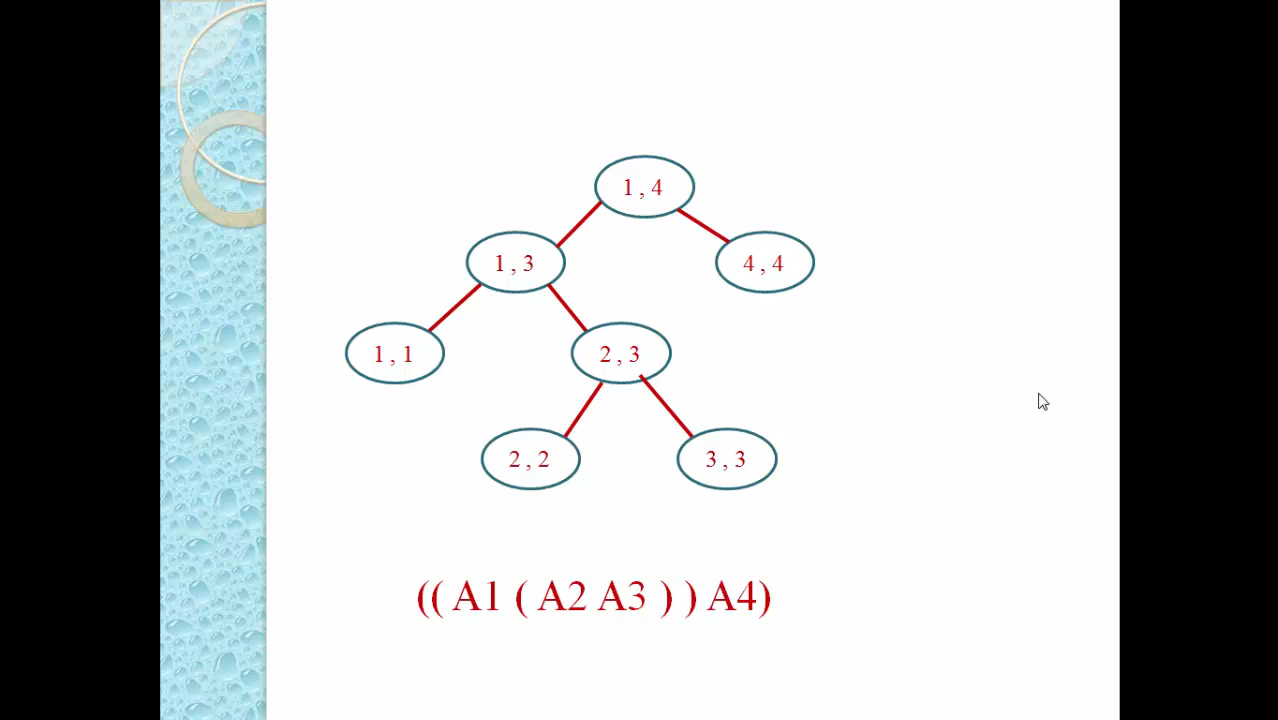 1 , 4
1 , 3
4 , 4
1 , 1
2 , 3
2 , 2
3 , 3
(( A1 ( A2 A3 ) ) A4)